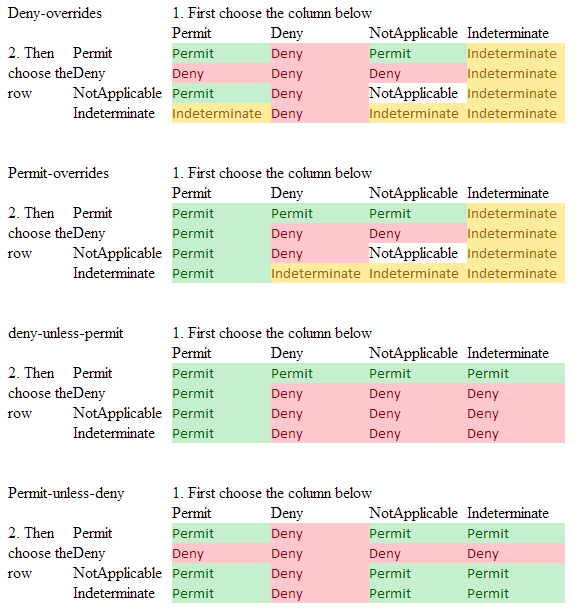 Deny-overrides 1. First choose the column below
Permit Deny NotApplicable Indeterminate
2. Then Permit Permit Deny Permit Indeterminate
choose the Deny Deny Deny Deny Indeterminate
row NotApplicable Permit Deny NotApplicable Indeterminate
Indeterminate Indeterminate Deny Indeterminate Indeterminate
Permit-overrides 1. First choose the column below
Permit Deny NotApplicable Indeterminate
2. Then Permit Permit Permit Permit Indeterminate
choose the Deny Permit Deny Deny Indeterminate
row NotApplicable Permit Deny NotApplicable Indeterminate
Indeterminate Permit Indeterminate Indeterminate Indeterminate
deny-unless-permit 1. First choose the column below
Permit Deny NotApplicable Indeterminate
2. Then Permit Permit Permit Permit Permit
choose the Deny Permit Deny Deny Deny
row NotApplicable Permit Deny Deny Deny
Indeterminate Permit Deny Deny Deny
Permit-unless-deny 1. First choose the column below
Permit Deny NotApplicable Indeterminate
2. Then Permit Permit Deny Permit Permit
choose the Deny Deny Deny Deny Deny
row NotApplicable Permit Deny Permit Permit
Indeterminate Permit Deny Permit Permit